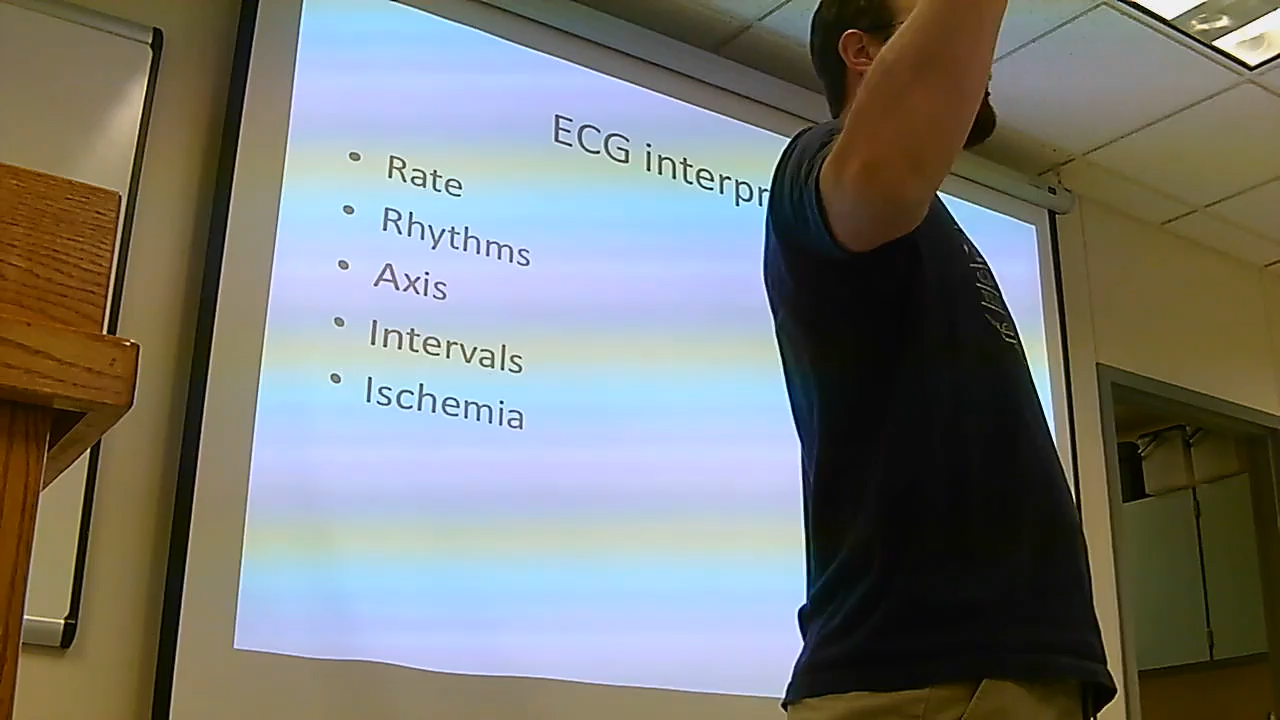 ECG interpr
• Rate
• Rhythms
• Axis
• Intervals
• Ischemia